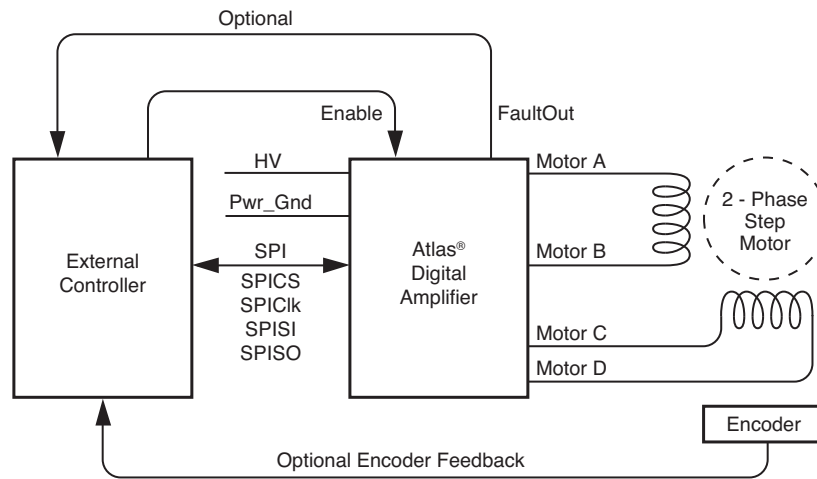 Optional
Enable
FaultOut
HV
Motor A
Pwr_Gnd
2 - Phase
Step
Motor
External
Controller
SPI
SPICS
SPIClk
SPISI
SPISO
Atlas®
Digital
Amplifier
Motor B
Motor C
Motor D
Encoder
Optional Encoder Feedback